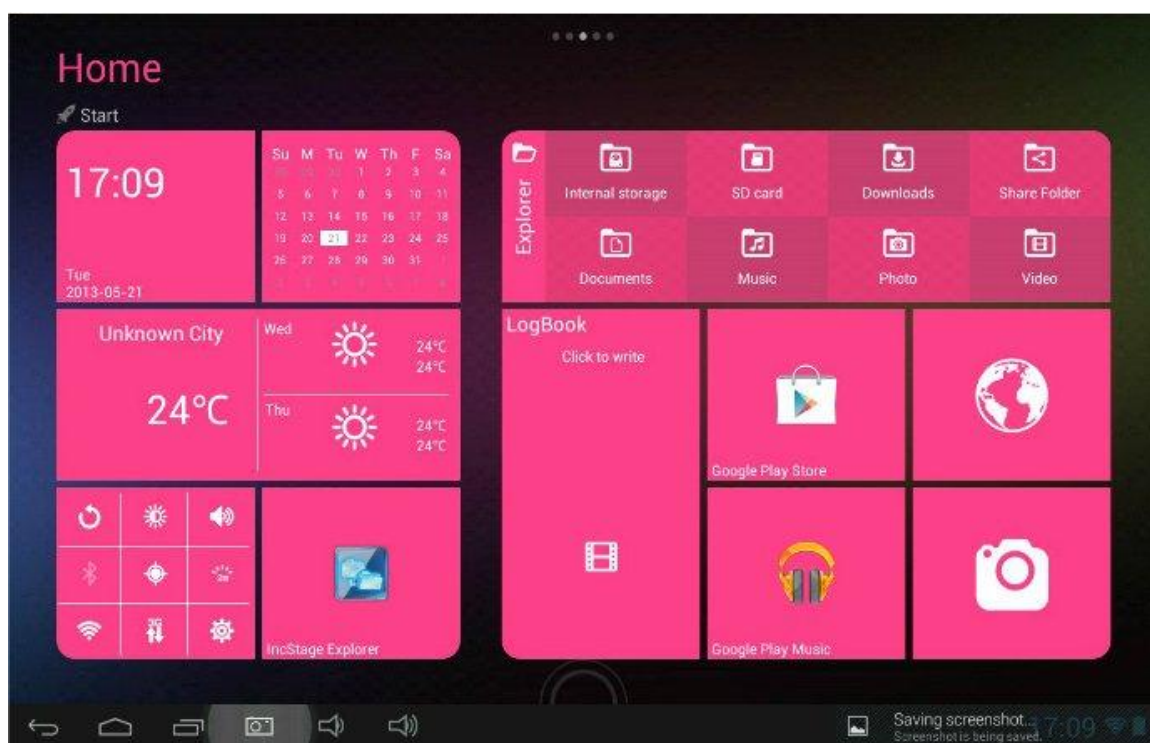 Home
Start
17:09
Tue
2013-05-21
Su M Tu W Th F Sa
1 2 3 4
5 6 7 8 9 10 11
12 13 14 15 16 17 18
19 20 21 22 23 24 25
26 27 28 29 30 31
Explorer
Internal storage
SD card
Downloads
Share Folder
Documents
Music
Photo
Video
Unknown City
24°C
Wed
24°C
24°C
Thu
24°C
24°C
LogBook
Click to write
Google Play Store
2G
IncStage Explorer
Google Play Music
Saving screenshot...
Screenshot is being saved.
17:09